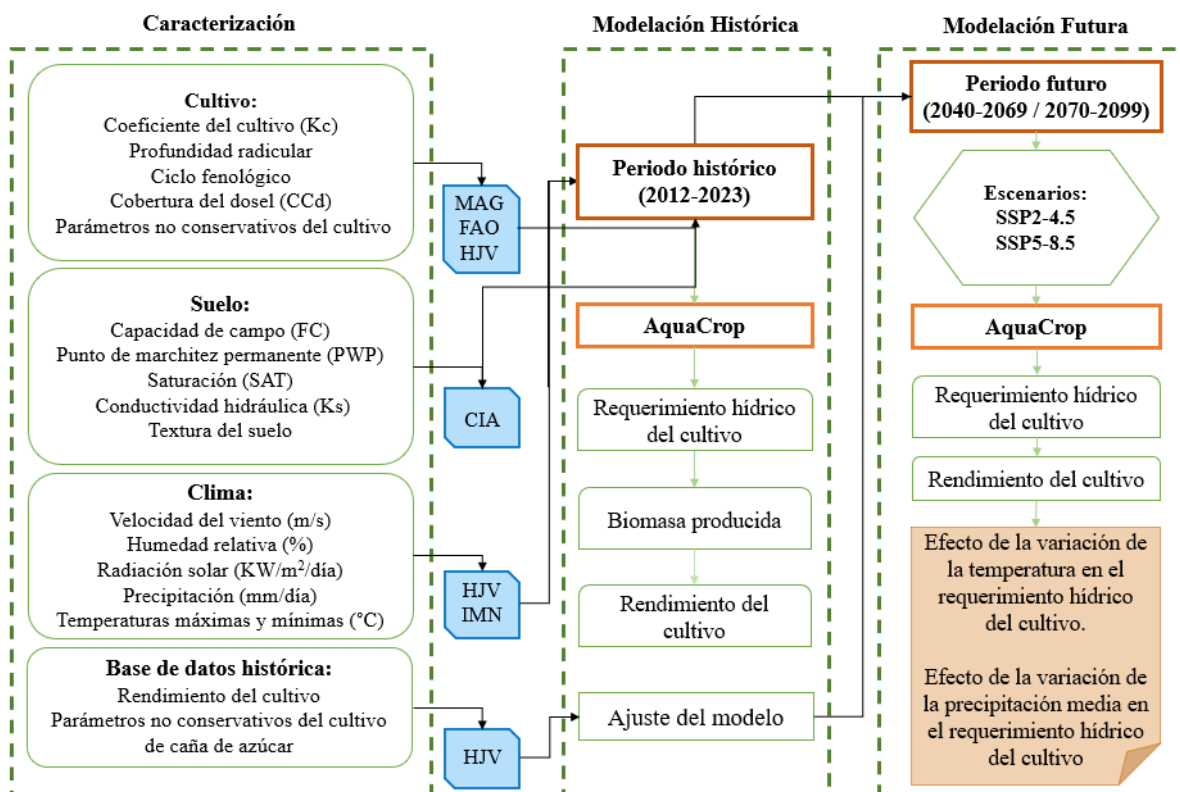 Caracterización
Cultivo:
Coeficiente del cultivo (Kc)
Profundidad radicular
Ciclo fenológico
Cobertura del dosel (CCd)
Parámetros no conservativos del cultivo
MAG
FAO
HJV
Suelo:
Capacidad de campo (FC)
Punto de marchitez permanente (PWP)
Saturación (SAT)
Conductividad hidráulica (Ks)
Textura del suelo
CIA
Clima:
Velocidad del viento (m/s)
Humedad relativa (%)
Radiación solar (KW/m²/día)
Precipitación (mm/día)
Temperaturas máximas y mínimas (°C)
HJV
IMN
Base de datos histórica:
Rendimiento del cultivo
Parámetros no conservativos del cultivo
de caña de azúcar
HJV
Modelación Histórica
Periodo histórico
(2012-2023)
AquaCrop
Requerimiento hídrico
del cultivo
Biomasa producida
Rendimiento del
cultivo
Ajuste del modelo
Modelación Futura
Periodo futuro
(2040-2069 / 2070-2099)
Escenarios:
SSP2-4.5
SSP5-8.5
AquaCrop
Requerimiento hídrico
del cultivo
Rendimiento del cultivo
Efecto de la variación de
la temperatura en el
requerimiento hídrico
del cultivo.
Efecto de la variación de
la precipitación media en
el requerimiento hídrico
del cultivo